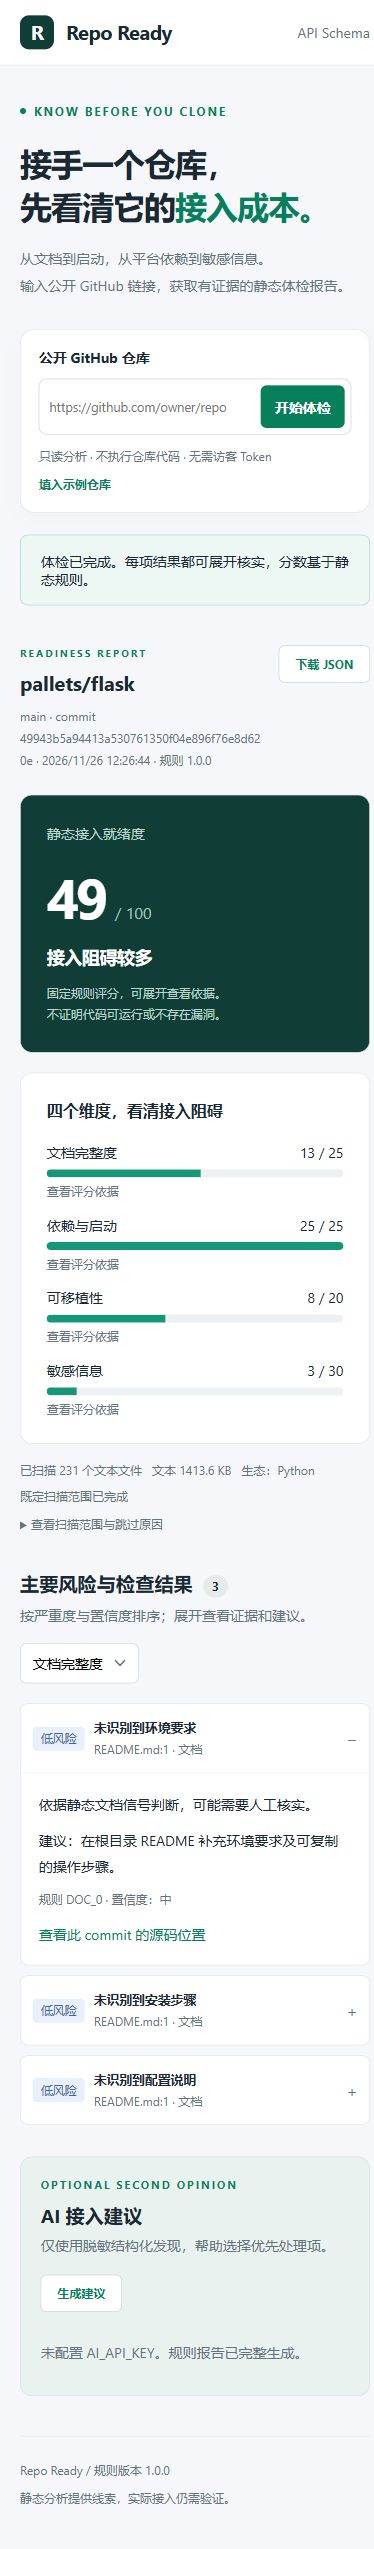 R Repo Ready API Schema
• KNOW BEFORE YOU CLONE
接手一个仓库，
先看清它的接入成本。
从文档到启动，从平台依赖到敏感信息。
输入公开 GitHub 链接，获取有证据的静态体检报告。
公开 GitHub 仓库
https://github.com/owner/repo 开始体检
只读分析 · 不执行仓库代码 · 无需访客 Token
填入示例仓库
体检已完成。每项结果都可展开核实，分数基于静
态规则。
READINESS REPORT
下载 JSON
pallets/flask
main · commit
49943b5a94413a530761350f04e896f76e8d62
0e · 2026/11/26 12:26:44 · 规则 1.0.0
静态接入就绪度
49 / 100
接入阻碍较多
固定规则评分，可展开查看依据。
不证明代码可运行或不存在漏洞。
四个维度，看清接入阻碍
文档完整度 13 / 25
查看评分依据
依赖与启动 25 / 25
查看评分依据
可移植性 8 / 20
查看评分依据
敏感信息 3 / 30
查看评分依据
已扫描 231 个文本文件 文本 1413.6 KB 生态：Python
既定扫描范围已完成
▶ 查看扫描范围与跳过原因
主要风险与检查结果 3
按严重度与置信度排序；展开查看证据和建议。
文档完整度
低风险 未识别到环境要求
README.md:1 · 文档 −
依据静态文档信号判断，可能需要人工核实。
建议：在根目录 README 补充环境要求及可复制
的操作步骤。
规则 DOC_0 · 置信度：中
查看此 commit 的源码位置
低风险 未识别到安装步骤
README.md:1 · 文档 +
低风险 未识别到配置说明
README.md:1 · 文档 +
OPTIONAL SECOND OPINION
AI 接入建议
仅使用脱敏结构化发现，帮助选择优先处理项。
生成建议
未配置 AI_API_KEY。规则报告已完整生成。
Repo Ready / 规则版本 1.0.0
静态分析提供线索，实际接入仍需验证。